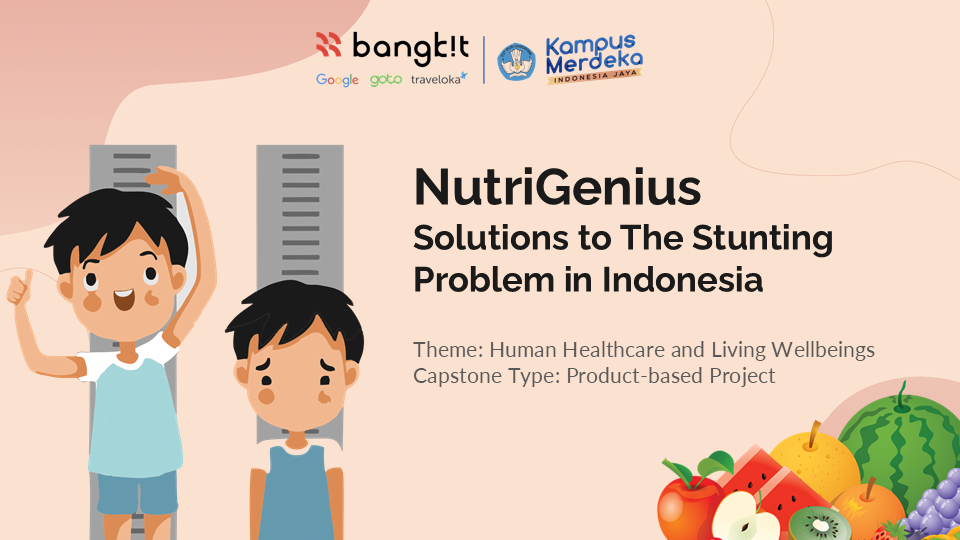 bangk!t
Google goto traveloka
Kampus
Merdeka
INDONESIA JAYA
NutriGenius
Solutions to The Stunting
Problem in Indonesia
Theme: Human Healthcare and Living Wellbeings
Capstone Type: Product-based Project